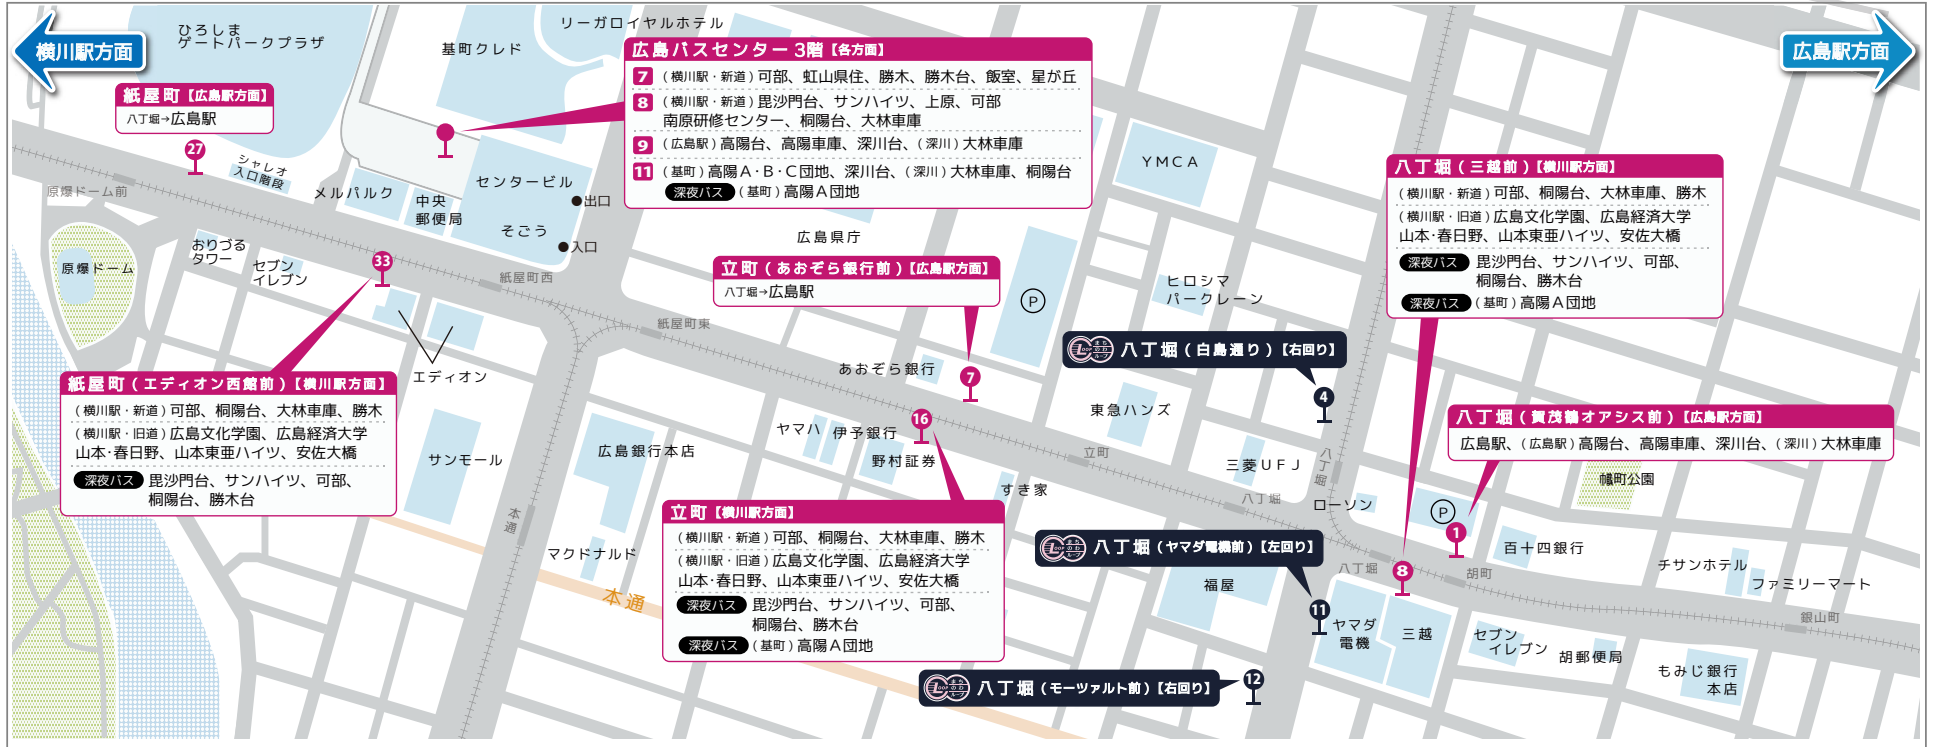 横川駅方面
広島駅方面
ひろしま
ゲートパークプラザ
基町クレド
リーガロイヤルホテル
紙屋町【広島駅方面】
八丁堀→広島駅
27
シャレオ
入口階段
原爆ドーム前
メルパルク
中央
郵便局
センタービル
そごう
●出口
●入口
広島バスセンター 3階【各方面】
7 （横川駅・新道）可部、虹山県住、勝木、勝木台、飯室、星が丘
8 （横川駅・新道）毘沙門台、サンハイツ、上原、可部
南原研修センター、桐陽台、大林車庫
9 （広島駅）高陽台、高陽車庫、深川台、（深川）大林車庫
11 （基町）高陽A・B・C団地、深川台、（深川）大林車庫、桐陽台
深夜バス （基町）高陽A団地
YMCA
八丁堀（三越前）【横川駅方面】
（横川駅・新道）可部、桐陽台、大林車庫、勝木
（横川駅・旧道）広島文化学園、広島経済大学
山本・春日野、山本東亜ハイツ、安佐大橋
深夜バス 毘沙門台、サンハイツ、可部、
桐陽台、勝木台
深夜バス （基町）高陽A団地
原爆ドーム
おりづる
タワー
セブン
イレブン
33
紙屋町西
紙屋町東
広島県庁
立町（あおぞら銀行前）【広島駅方面】
八丁堀→広島駅
P
ヒロシマ
パークレーン
LOOP まちのわループ 八丁堀（白島通り）【右回り】
4
エディオン
あおぞら銀行
7
紙屋町（エディオン西館前）【横川駅方面】
（横川駅・新道）可部、桐陽台、大林車庫、勝木
（横川駅・旧道）広島文化学園、広島経済大学
山本・春日野、山本東亜ハイツ、安佐大橋
深夜バス 毘沙門台、サンハイツ、可部、
桐陽台、勝木台
サンモール
広島銀行本店
本通
マクドナルド
本通
ヤマハ
伊予銀行
16
野村証券
東急ハンズ
立町
すき家
三菱UFJ
八丁堀
八丁堀
八丁堀（賀茂鶴オアシス前）【広島駅方面】
広島駅、（広島駅）高陽台、高陽車庫、深川台、（深川）大林車庫
幟町公園
ローソン
P
1
立町【横川駅方面】
（横川駅・新道）可部、桐陽台、大林車庫、勝木
（横川駅・旧道）広島文化学園、広島経済大学
山本・春日野、山本東亜ハイツ、安佐大橋
深夜バス 毘沙門台、サンハイツ、可部、
桐陽台、勝木台
深夜バス （基町）高陽A団地
LOOP まちのわループ 八丁堀（ヤマダ電機前）【左回り】
11
福屋
八丁堀
8
胡町
百十四銀行
チサンホテル
ファミリーマート
銀山町
ヤマダ
電機
三越
セブン
イレブン
胡郵便局
もみじ銀行
本店
LOOP まちのわループ 八丁堀（モーツァルト前）【右回り】
12